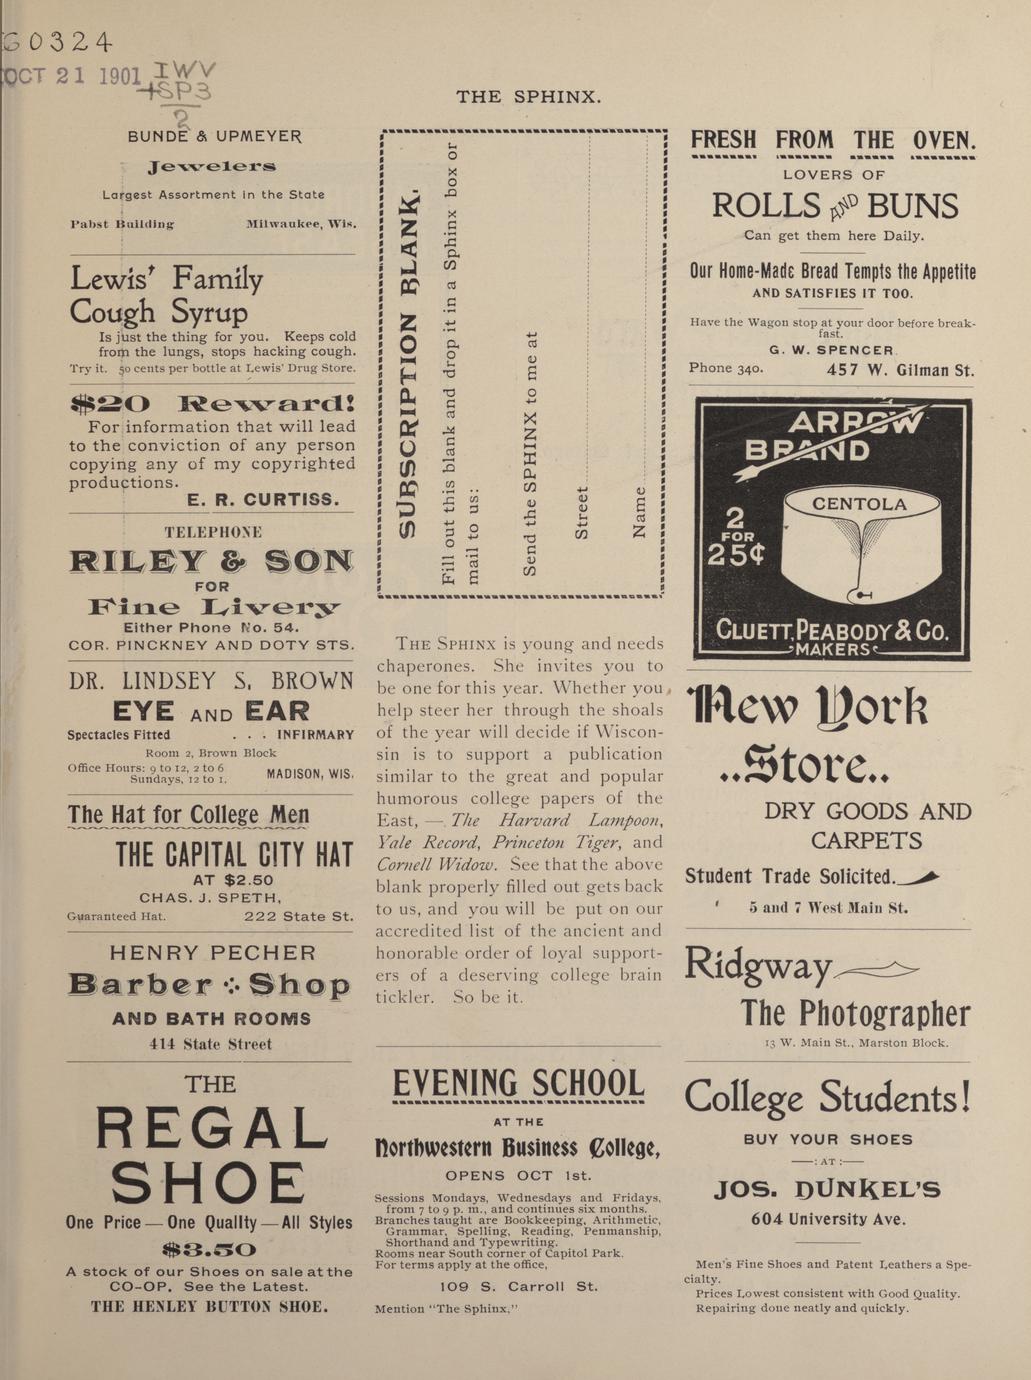 60324
OCT 21 1901
IWV
+SP3
2
THE SPHINX.
BUNDE & UPMEYER
Jewelers
Largest Assortment in the State
Pabst Building Milwaukee, Wis.
Lewis' Family
Cough Syrup
Is just the thing for you. Keeps cold
from the lungs, stops hacking cough.
Try it. 50 cents per bottle at Lewis' Drug Store.
$20 Reward!
For information that will lead
to the conviction of any person
copying any of my copyrighted
productions.
E. R. CURTISS.
TELEPHONE
RILEY & SON
FOR
Fine Livery
Either Phone No. 54.
COR. PINCKNEY AND DOTY STS.
DR. LINDSEY S. BROWN
EYE AND EAR
Spectacles Fitted . . . INFIRMARY
Room 2, Brown Block
Office Hours: 9 to 12, 2 to 6
Sundays, 12 to 1.
MADISON, WIS.
The Hat for College Men
THE CAPITAL CITY HAT
AT $2.50
CHAS. J. SPETH,
Guaranteed Hat. 222 State St.
HENRY PECHER
Barber Shop
AND BATH ROOMS
414 State Street
THE
REGAL
SHOE
One Price—One Quality—All Styles
$3.50
A stock of our Shoes on sale at the
CO-OP. See the Latest.
THE HENLEY BUTTON SHOE.
SUBSCRIPTION BLANK.
Fill out this blank and drop it in a Sphinx box or
mail to us:
Send the SPHINX to me at
Street
Name
THE SPHINX is young and needs
chaperones. She invites you to
be one for this year. Whether you
help steer her through the shoals
of the year will decide if Wiscon-
sin is to support a publication
similar to the great and popular
humorous college papers of the
East, — The Harvard Lampoon,
Yale Record, Princeton Tiger, and
Cornell Widow. See that the above
blank properly filled out gets back
to us, and you will be put on our
accredited list of the ancient and
honorable order of loyal support-
ers of a deserving college brain
tickler. So be it.
EVENING SCHOOL
AT THE
Northwestern Business College,
OPENS OCT 1st.
Sessions Mondays, Wednesdays and Fridays,
from 7 to 9 p. m., and continues six months.
Branches taught are Bookkeeping, Arithmetic,
Grammar, Spelling, Reading, Penmanship,
Shorthand and Typewriting.
Rooms near South corner of Capitol Park.
For terms apply at the office,
109 S. Carroll St.
Mention "The Sphinx,"
FRESH FROM THE OVEN.
LOVERS OF
ROLLS AND BUNS
Can get them here Daily.
Our Home-Made Bread Tempts the Appetite
AND SATISFIES IT TOO.
Have the Wagon stop at your door before break-
fast.
G. W. SPENCER
Phone 340. 457 W. Gilman St.
ARROW
BRAND
CENTOLA
2
FOR
25¢
CLUETT, PEABODY & CO.
MAKERS
New York
..Store..
DRY GOODS AND
CARPETS
Student Trade Solicited.
5 and 7 West Main St.
Ridgway
The Photographer
13 W. Main St., Marston Block.
College Students!
BUY YOUR SHOES
—: AT :—
JOS. DUNKEL'S
604 University Ave.
Men's Fine Shoes and Patent Leathers a Spe-
cialty.
Prices Lowest consistent with Good Quality.
Repairing done neatly and quickly.